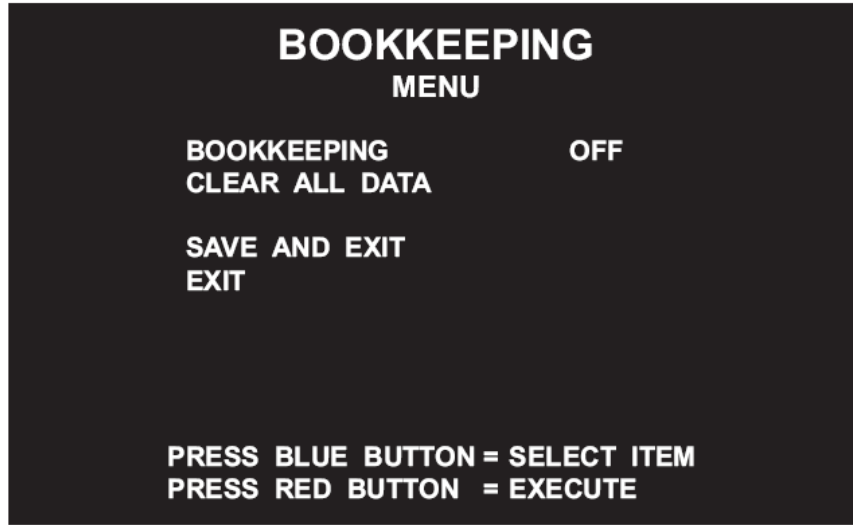 BOOKKEEPING
MENU
BOOKKEEPING OFF
CLEAR ALL DATA
SAVE AND EXIT
EXIT
PRESS BLUE BUTTON = SELECT ITEM
PRESS RED BUTTON = EXECUTE